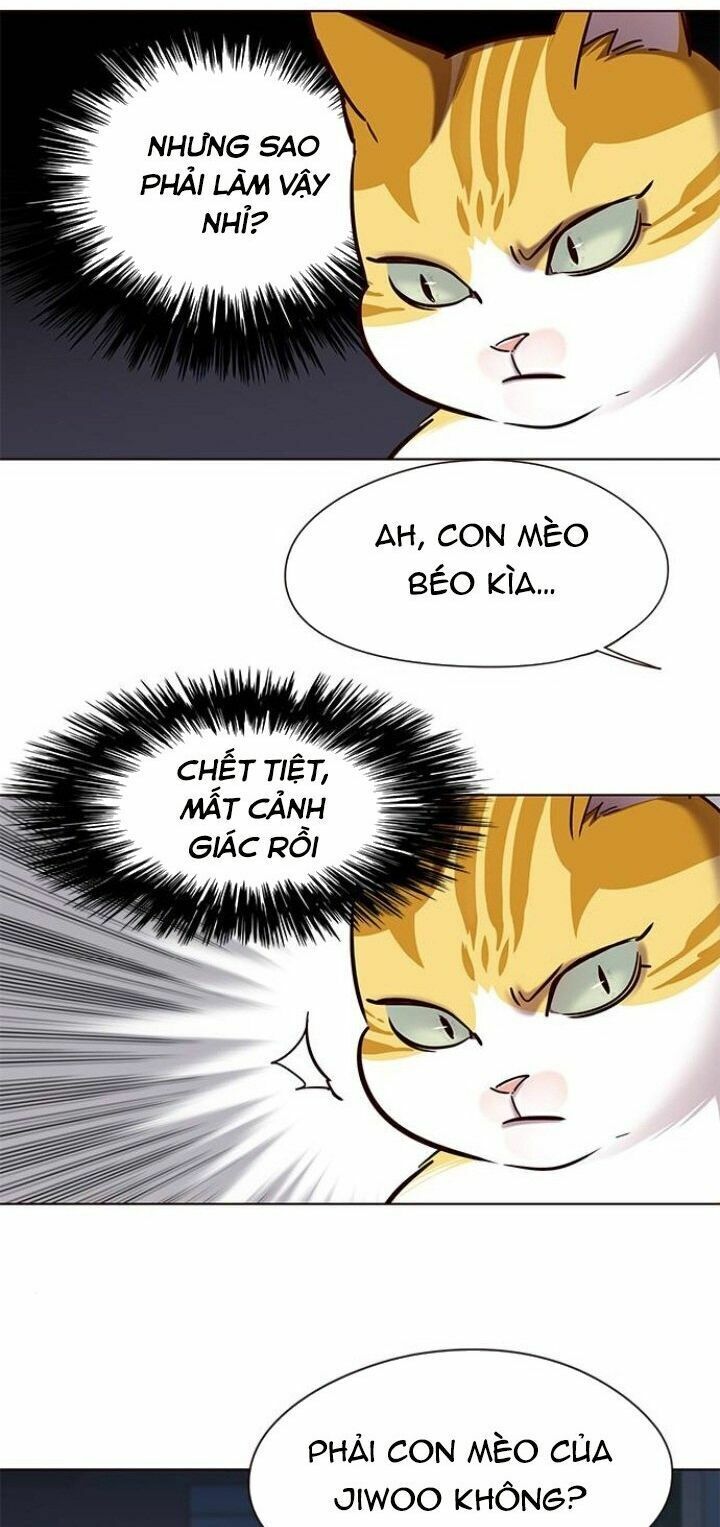 NHƯNG SAO
PHẢI LÀM VẬY
NHỈ?
AH, CON MÈO
BÉO KÌA...
CHẾT TIỆT,
MẤT CẢNH
GIÁC RỒI
PHẢI CON MÈO CỦA
JIWOO KHÔNG?